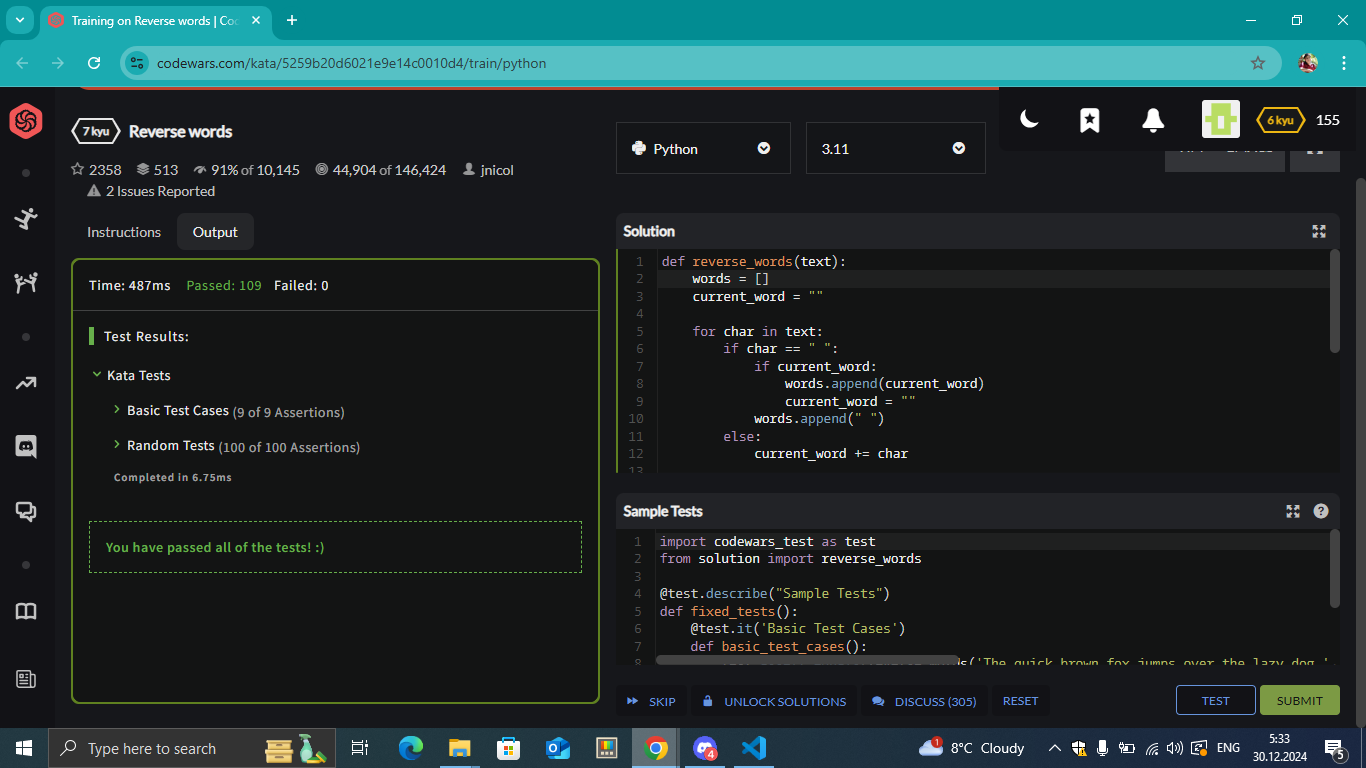 Training on Reverse words | Co
codewars.com/kata/5259b20d6021e9e14c0010d4/train/python
7 kyu Reverse words
2358 513 91% of 10,145 44,904 of 146,424 jnicol
2 Issues Reported
Python
3.11
6 kyu 155
Instructions
Output
Time: 487ms Passed: 109 Failed: 0
Test Results:
Kata Tests
Basic Test Cases (9 of 9 Assertions)
Random Tests (100 of 100 Assertions)
Completed in 6.75ms
You have passed all of the tests! :)
Solution
1 def reverse_words(text):
2 words = []
3 current_word = ""
4
5 for char in text:
6 if char == " ":
7 if current_word:
8 words.append(current_word)
9 current_word = ""
10 words.append(" ")
11 else:
12 current_word += char
13
Sample Tests
1 import codewars_test as test
2 from solution import reverse_words
3
4 @test.describe("Sample Tests")
5 def fixed_tests():
6 @test.it('Basic Test Cases')
7 def basic_test_cases():
8 ('The quick brown fox jumps over the lazy dog.'
SKIP
UNLOCK SOLUTIONS
DISCUSS (305)
RESET
TEST
SUBMIT
Type here to search
1
4
8°C Cloudy
ENG
5:33
30.12.2024
5